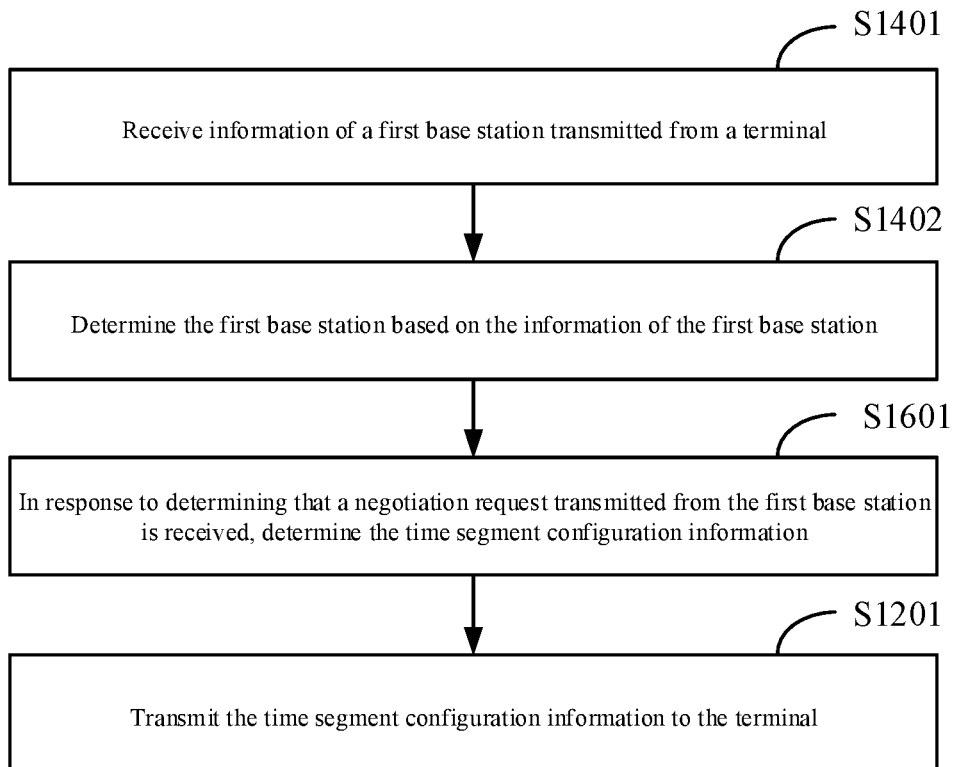 S1401
Receive information of a first base station transmitted from a terminal
S1402
Determine the first base station based on the information of the first base station
S1601
In response to determining that a negotiation request transmitted from the first base station
is received, determine the time segment configuration information
S1201
Transmit the time segment configuration information to the terminal